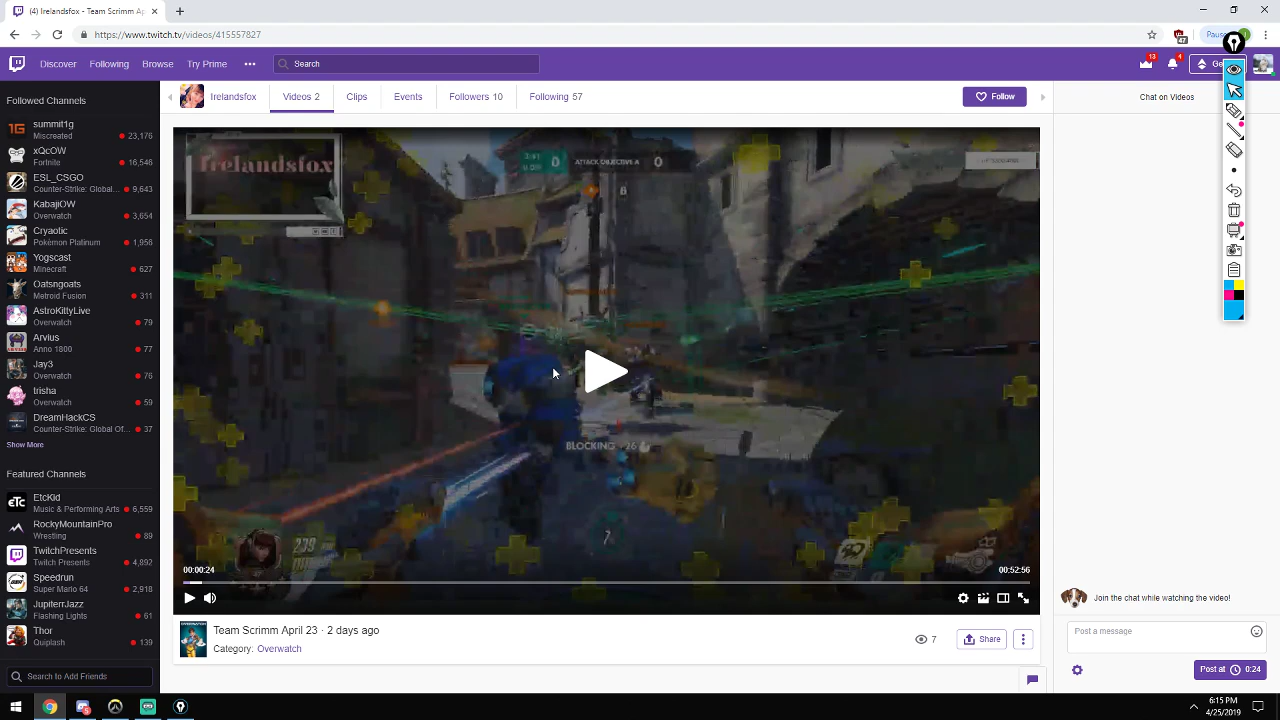 (4) Irelandsfox - Team Scrimm Ap
https://www.twitch.tv/videos/415557827
47
Discover
Following
Browse
Try Prime
Search
13
4
Followed Channels
summit1g
Miscreated
23,176
xQcOW
Fortnite
16,546
ESL_CSGO
Counter-Strike: Global...
9,643
KabajiOW
Overwatch
3,654
Cryaotic
Pokémon Platinum
1,956
Yogscast
Minecraft
627
Oatsngoats
Metroid Fusion
311
AstroKittyLive
Overwatch
79
Arvius
Anno 1800
77
Jay3
Overwatch
76
trisha
Overwatch
59
DreamHackCS
Counter-Strike: Global Of...
37
Show More
Featured Channels
EtcKid
Music & Performing Arts
6,559
RockyMountainPro
Wrestling
89
TwitchPresents
Twitch Presents
4,892
Speedrun
Super Mario 64
2,918
JupiterrJazz
Flashing Lights
61
Thor
Quiplash
139
Search to Add Friends
Irelandsfox
Videos 2
Clips
Events
Followers 10
Following 57
Follow
Irelandsfox
0
ATTACK OBJECTIVE A
0
BLOCKING
26
239
00:00:24
00:52:56
Team Scrimm April 23 · 2 days ago
Category: Overwatch
7
Share
Chat on Videos
Join the chat while watching the video!
Post a message
Post at 0:24
6:15 PM
4/25/2019